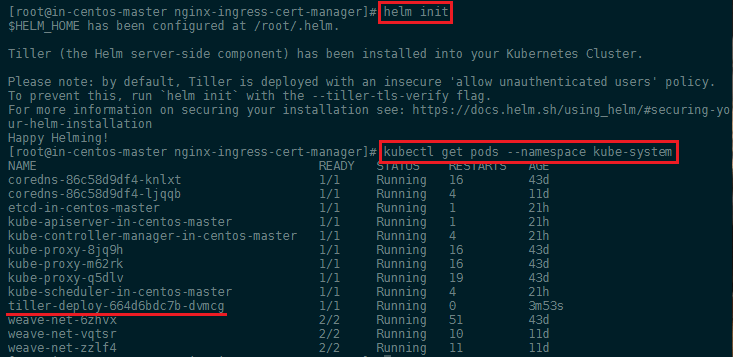 [root@in-centos-master nginx-ingress-cert-manager]# helm init
$HELM_HOME has been configured at /root/.helm.
Tiller (the Helm server-side component) has been installed into your Kubernetes Cluster.
Please note: by default, Tiller is deployed with an insecure 'allow unauthenticated users' policy.
To prevent this, run `helm init` with the --tiller-tls-verify flag.
For more information on securing your installation see: https://docs.helm.sh/using_helm/#securing-yo
ur-helm-installation
Happy Helming!
[root@in-centos-master nginx-ingress-cert-manager]# kubectl get pods --namespace kube-system
NAME READY STATUS RESTARTS AGE
coredns-86c58d9df4-knlxt 1/1 Running 16 43d
coredns-86c58d9df4-ljqqb 1/1 Running 4 11d
etcd-in-centos-master 1/1 Running 1 21h
kube-apiserver-in-centos-master 1/1 Running 1 21h
kube-controller-manager-in-centos-master 1/1 Running 4 21h
kube-proxy-8jq9h 1/1 Running 16 43d
kube-proxy-m62rk 1/1 Running 16 43d
kube-proxy-q5dlv 1/1 Running 19 43d
kube-scheduler-in-centos-master 1/1 Running 4 21h
tiller-deploy-664d6bdc7b-dvmcg 1/1 Running 0 3m53s
weave-net-6zhvx 2/2 Running 51 43d
weave-net-vqtsr 2/2 Running 10 11d
weave-net-zzlf4 2/2 Running 11 11d